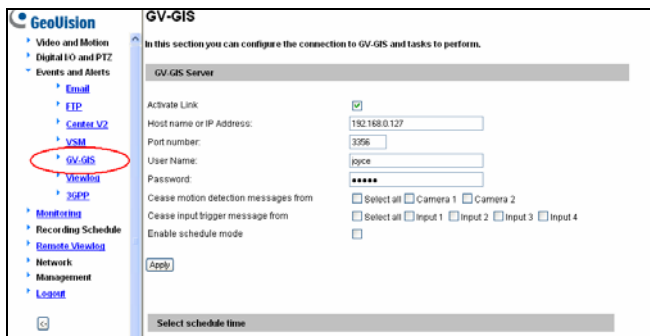 GeoVision
Video and Motion
Digital I/O and PTZ
Events and Alerts
Email
FTP
Center V2
VSM
GV-GIS
Viewlog
3GPP
Monitoring
Recording Schedule
Remote Viewlog
Network
Management
Logout
<
GV-GIS
In this section you can configure the connection to GV-GIS and tasks to perform.
GV-GIS Server
Activate Link
Host name or IP Address: 192.168.0.127
Port number: 3356
User Name: joyce
Password: •••••
Cease motion detection messages from Select all Camera 1 Camera 2
Cease input trigger message from Select all Input 1 Input 2 Input 3 Input 4
Enable schedule mode
Apply
Select schedule time